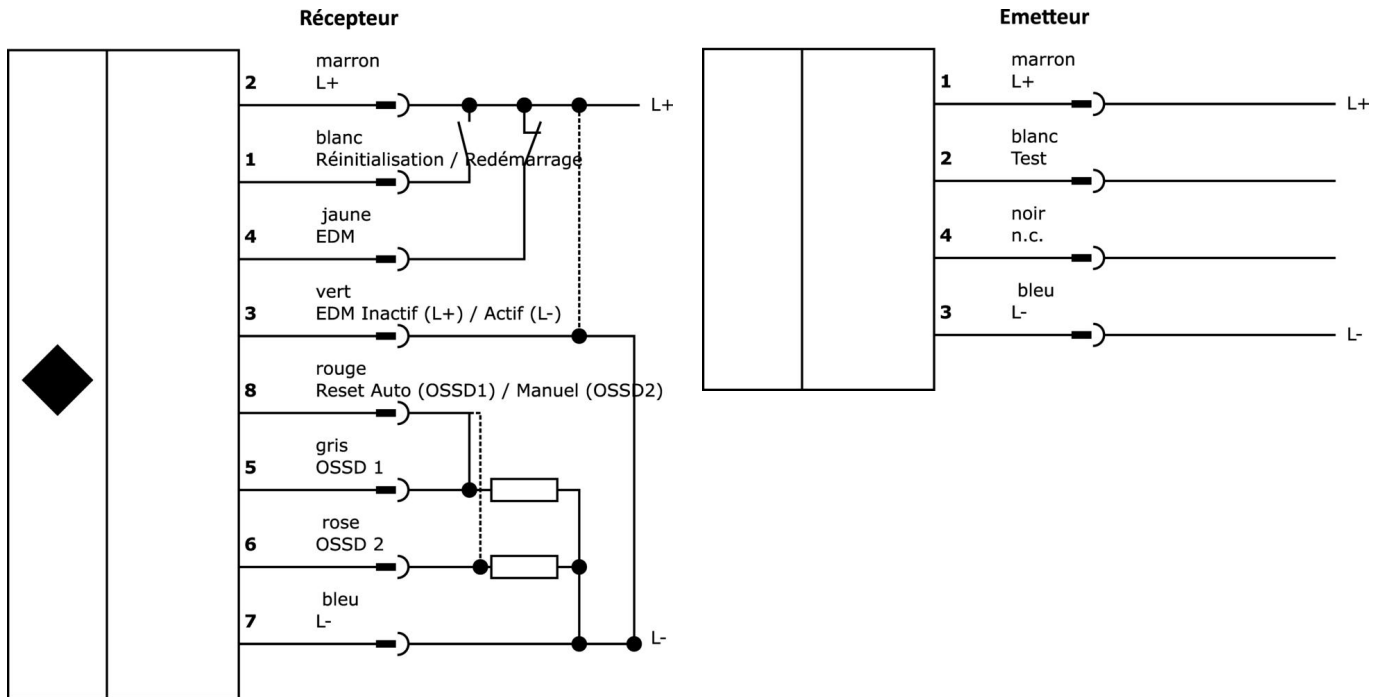 Récepteur
2
marron
L+
L+
1
blanc
Réinitialisation / Redémarrage
4
jaune
EDM
3
vert
EDM Inactif (L+) / Actif (L-)
8
rouge
Reset Auto (OSSD1) / Manuel (OSSD2)
5
gris
OSSD 1
6
rose
OSSD 2
7
bleu
L-
L-
Emetteur
1
marron
L+
L+
2
blanc
Test
4
noir
n.c.
3
bleu
L-
L-